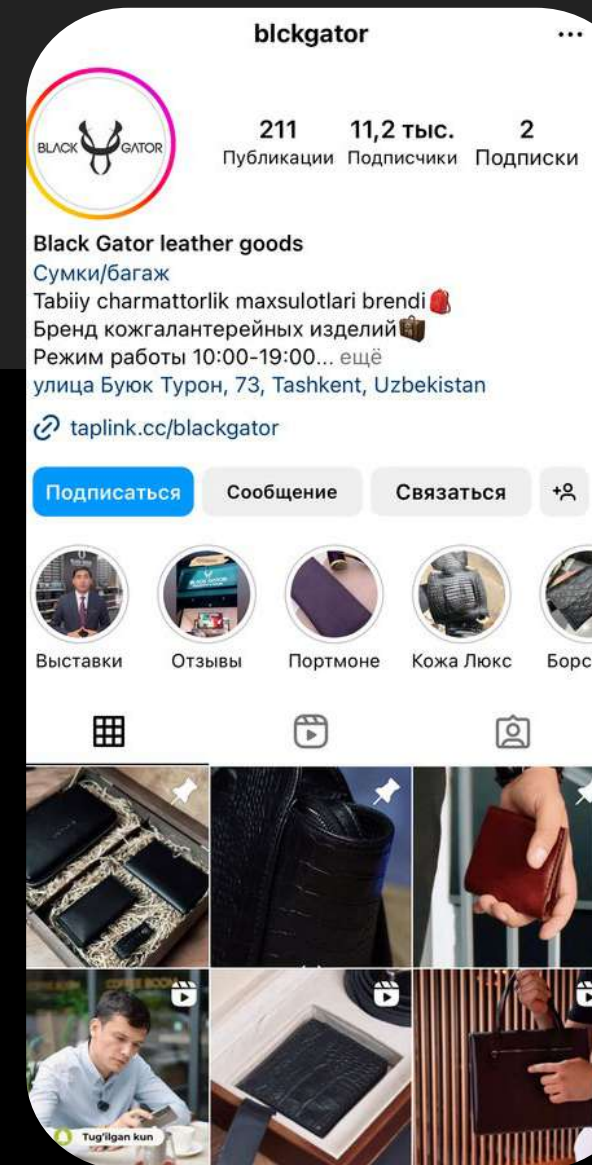 blckgator
BLACK GATOR
211 11,2 тыс. 2
Публикации Подписчики Подписки
Black Gator leather goods
Сумки/багаж
Tabiiy charmattorlik maxsulotlari brendi
Бренд кожгалантерейных изделий
Режим работы 10:00-19:00... ещё
улица Буюк Турон, 73, Tashkent, Uzbekistan
taplink.cc/blackgator
Подписаться Сообщение Связаться
Выставки Отзывы Портмоне Кожа Люкс Борс
Tug'ilgan kun